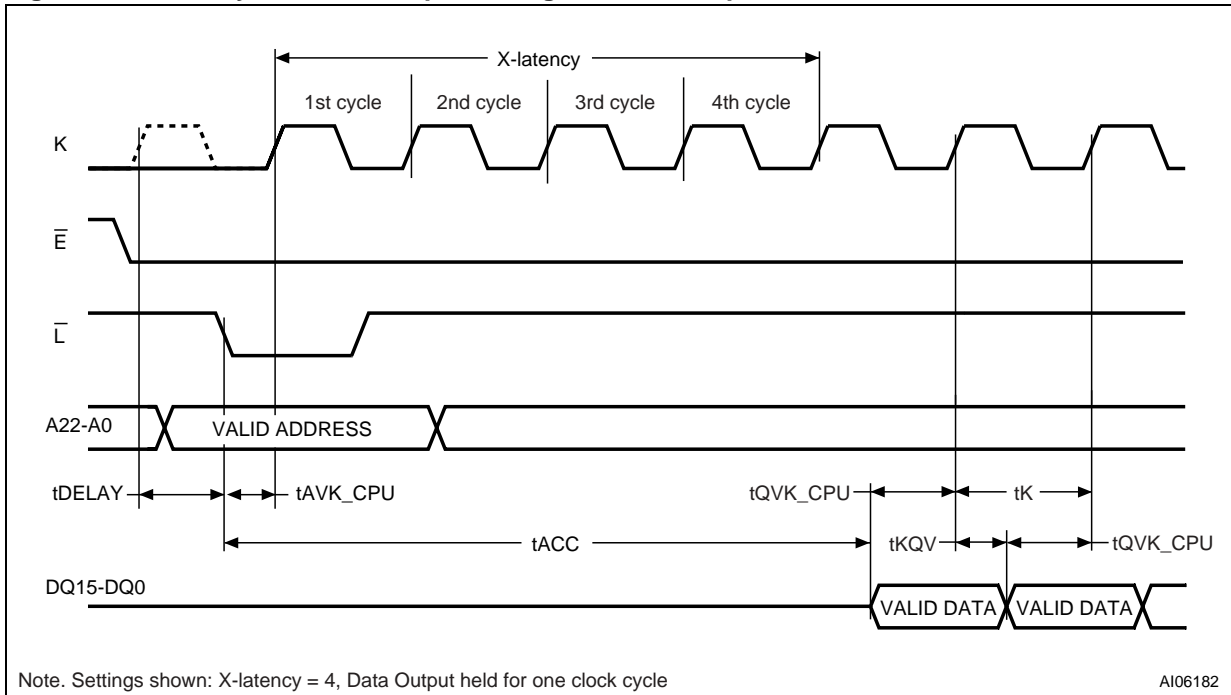 X-latency
1st cycle
2nd cycle
3rd cycle
4th cycle
K
E
L
A22-A0
VALID ADDRESS
tDELAY
tAVK_CPU
tQVK_CPU
tK
tACC
tKQV
tQVK_CPU
DQ15-DQ0
VALID DATA
VALID DATA
Note. Settings shown: X-latency = 4, Data Output held for one clock cycle
AI06182